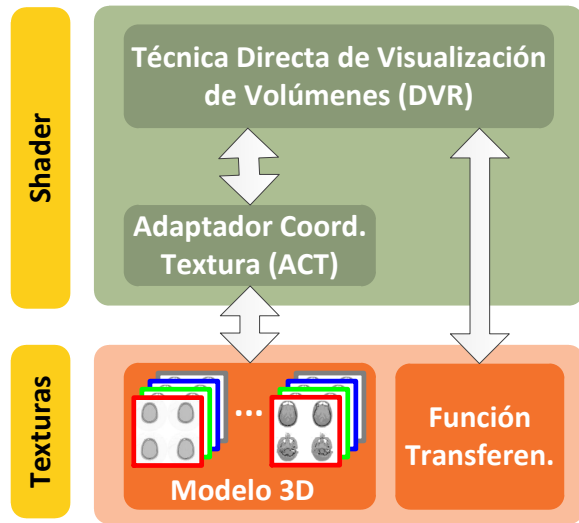 Shader
Técnica Directa de Visualización
de Volúmenes (DVR)
Adaptador Coord.
Textura (ACT)
Texturas
...
Modelo 3D
Función
Transferen.